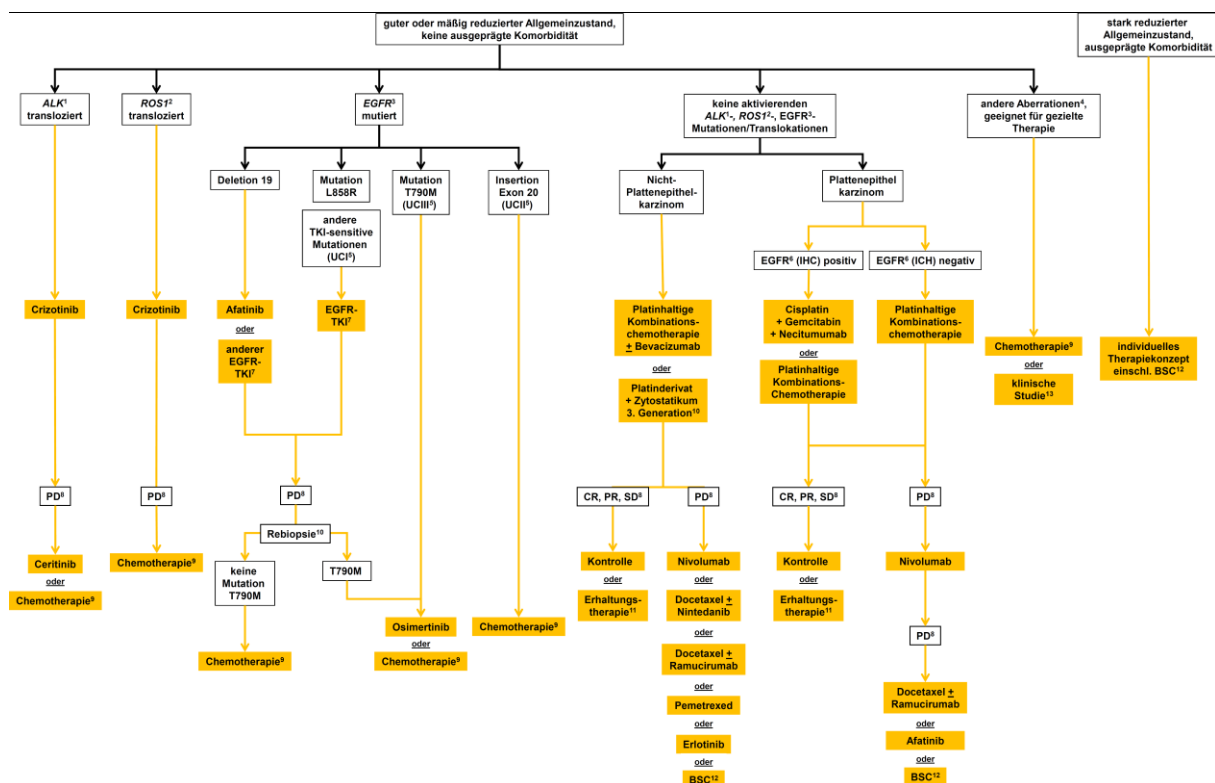 guter oder mäßig reduzierter Allgemeinzustand,
keine ausgeprägte Komorbidität
stark reduzierter
Allgemeinzustand,
ausgeprägte Komorbidität
ALK¹
transloziert
ROS1²
transloziert
EGFR³
mutiert
keine aktivierenden
ALK¹-, ROS1²-, EGFR³-
Mutationen/Translokationen
andere Aberrationen⁴,
geeignet für gezielte
Therapie
Deletion 19
Mutation
L858R
andere
TKI-sensitive
Mutationen
(UCI⁵)
Mutation
T790M
(UCIII⁵)
Insertion
Exon 20
(UCII⁵)
Nicht-
Plattenepithel-
karzinom
Plattenepithel
karzinom
EGFR⁶ (IHC) positiv
EGFR⁶ (ICH) negativ
Crizotinib
Crizotinib
Afatinib
oder
anderer
EGFR-
TKI⁷
EGFR-
TKI⁷
Platinhaltige
Kombinations-
chemotherapie
± Bevacizumab
oder
Platinderivat
+ Zytostatikum
3. Generation¹⁰
Cisplatin
+ Gemcitabin
+ Necitumumab
oder
Platinhaltige
Kombinations-
Chemotherapie
Platinhaltige
Kombinations-
chemotherapie
Chemotherapie⁹
oder
klinische
Studie¹³
individuelles
Therapiekonzept
einschl. BSC¹²
PD⁸
PD⁸
PD⁸
CR, PR, SD⁸
PD⁸
CR, PR, SD⁸
PD⁸
Rebiopsie¹⁰
keine
Mutation
T790M
T790M
Ceritinib
oder
Chemotherapie⁹
Chemotherapie⁹
Chemotherapie⁹
Osimertinib
oder
Chemotherapie⁹
Chemotherapie⁹
Kontrolle
oder
Erhaltungs-
therapie¹¹
Nivolumab
oder
Docetaxel ±
Nintedanib
oder
Docetaxel ±
Ramucirumab
oder
Pemetrexed
oder
Erlotinib
oder
BSC¹²
Kontrolle
oder
Erhaltungs-
therapie¹¹
Nivolumab
PD⁸
Docetaxel ±
Ramucirumab
oder
Afatinib
oder
BSC¹²